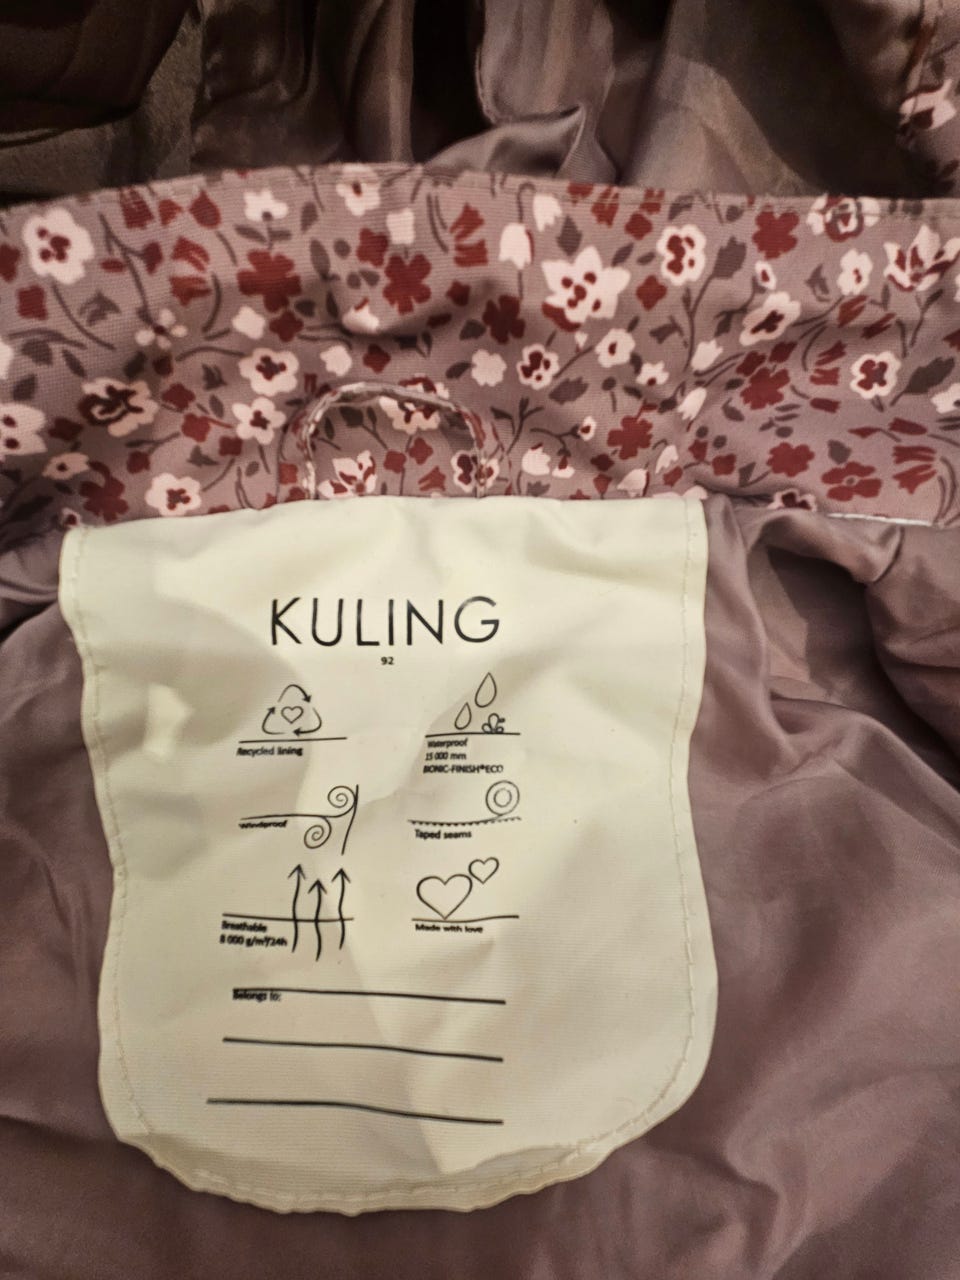 KULING
92
Recycled lining
Waterproof
15 000 mm
BIONIC-FINISH®ECO
Windproof
Taped seams
Breathable
8 000 g/m²/24h
Made with love
Belongs to: